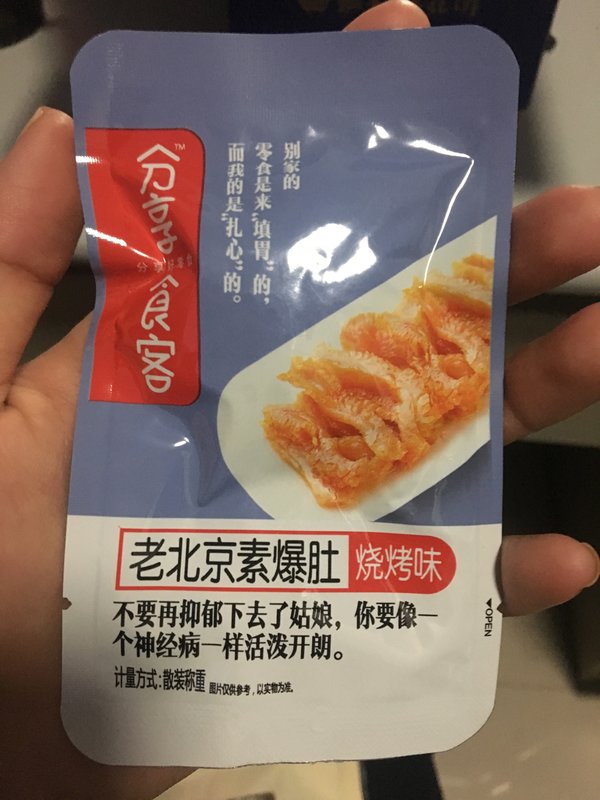 分享食客™
别家的
零食是来“填胃”的，
而我的是“扎心”的。
老北京素爆肚 烧烤味
不要再抑郁下去了姑娘，你要像一
个神经病一样活泼开朗。
计量方式：散装称重 图片仅供参考，以实物为准。
OPEN